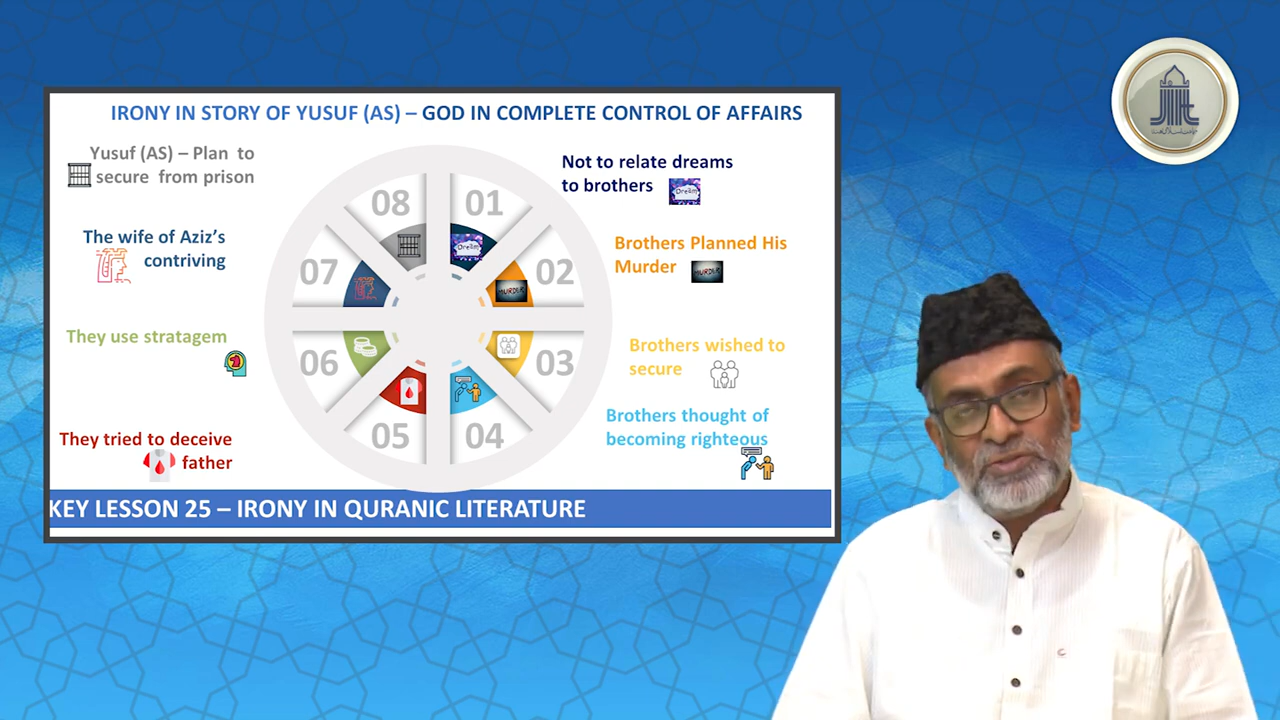 IRONY IN STORY OF YUSUF (AS) – GOD IN COMPLETE CONTROL OF AFFAIRS
Yusuf (AS) – Plan to
secure from prison
The wife of Aziz’s
contriving
They use stratagem
They tried to deceive
father
08
01
07
02
06
03
05
04
MURDER
Not to relate dreams
to brothers
Brothers Planned His
Murder
MURDER
Brothers wished to
secure
Brothers thought of
becoming righteous
KEY LESSON 25 – IRONY IN QURANIC LITERATURE